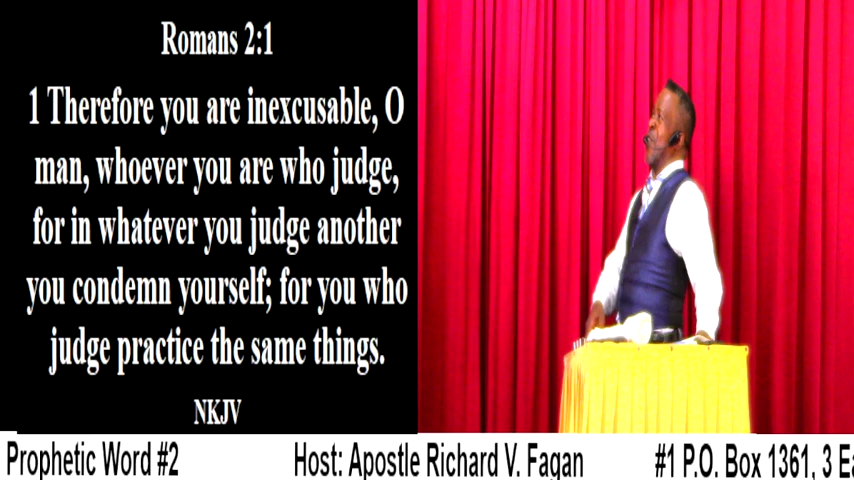 Romans 2:1
1 Therefore you are inexcusable, O
man, whoever you are who judge,
for in whatever you judge another
you condemn yourself; for you who
judge practice the same things.
NKJV
Prophetic Word #2 Host: Apostle Richard V. Fagan #1 P.O. Box 1361, 3